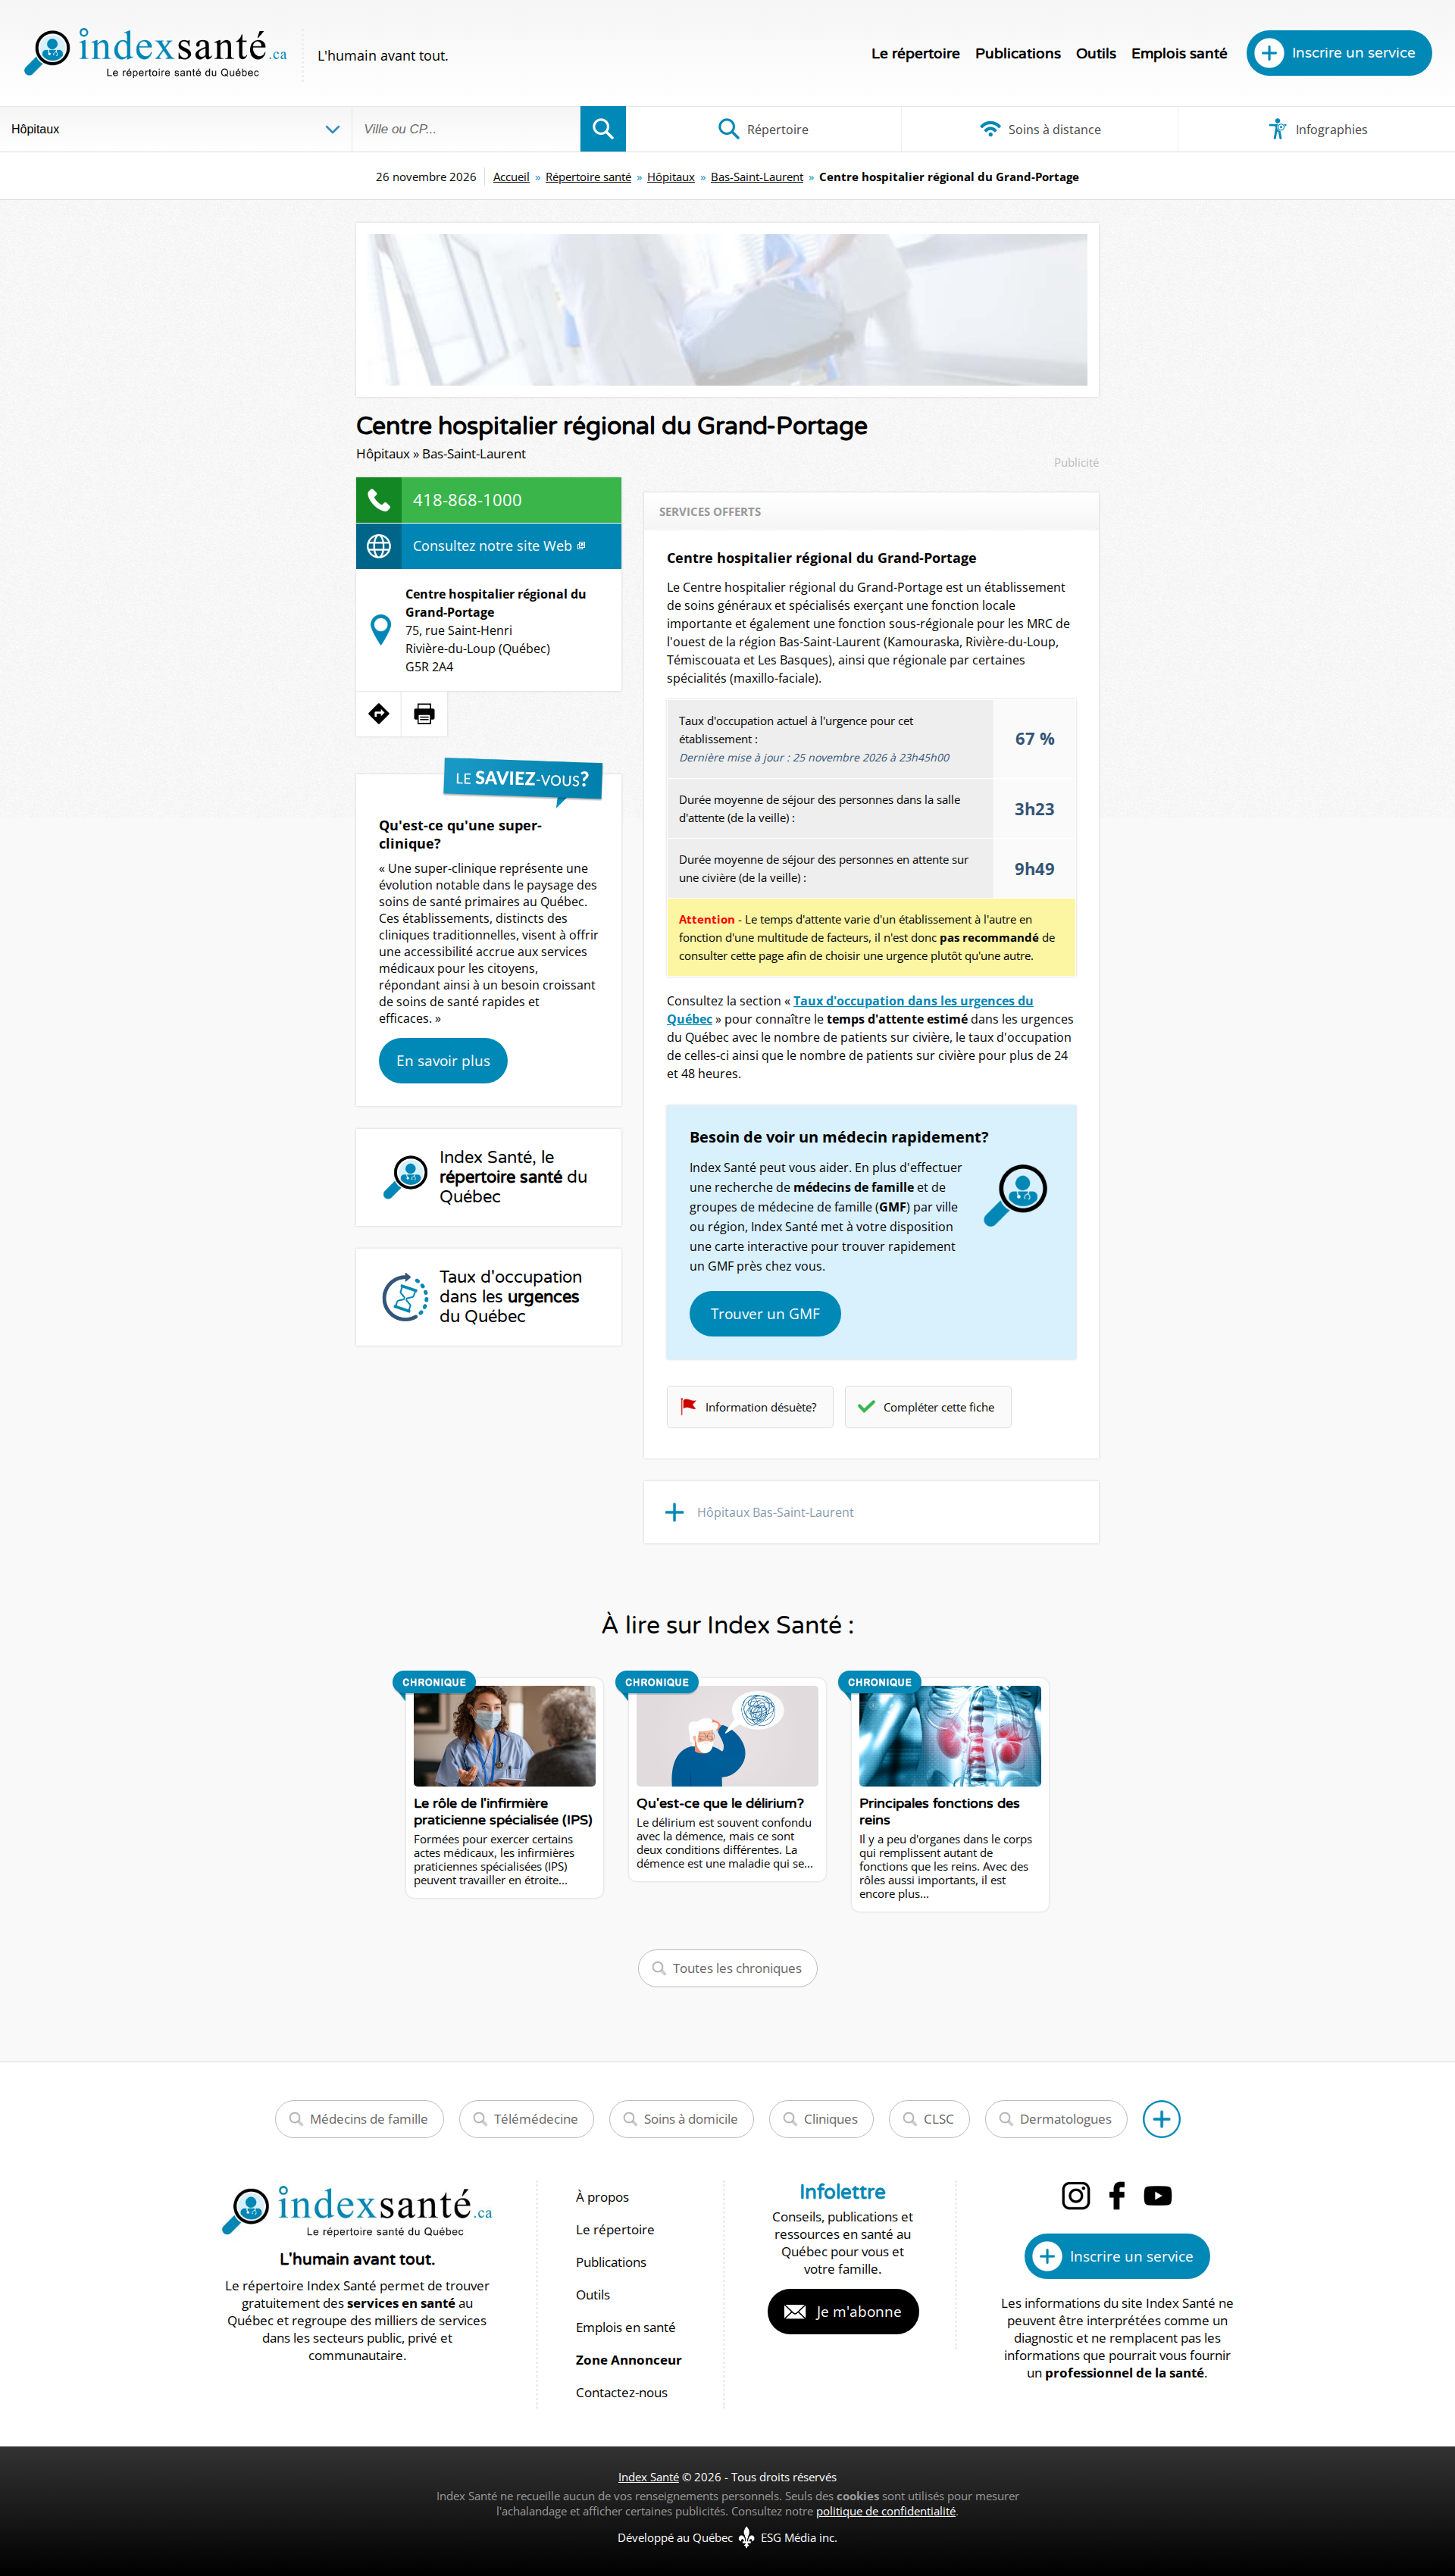 indexsanté.ca
Le répertoire santé du Québec
L'humain avant tout.
Le répertoire
Publications
Outils
Emplois santé
Inscrire un service
Hôpitaux
Ville ou CP...
Répertoire
Soins à distance
Infographies
26 novembre 2026
Accueil » Répertoire santé » Hôpitaux » Bas-Saint-Laurent » Centre hospitalier régional du Grand-Portage
Centre hospitalier régional du Grand-Portage
Hôpitaux » Bas-Saint-Laurent
Publicité
418-868-1000
Consultez notre site Web
Centre hospitalier régional du
Grand-Portage
75, rue Saint-Henri
Rivière-du-Loup (Québec)
G5R 2A4
LE SAVIEZ-VOUS?
Qu'est-ce qu'une super-
clinique?
« Une super-clinique représente une
évolution notable dans le paysage des
soins de santé primaires au Québec.
Ces établissements, distincts des
cliniques traditionnelles, visent à offrir
une accessibilité accrue aux services
médicaux pour les citoyens,
répondant ainsi à un besoin croissant
de soins de santé rapides et
efficaces. »
En savoir plus
Index Santé, le
répertoire santé du
Québec
Taux d'occupation
dans les urgences
du Québec
SERVICES OFFERTS
Centre hospitalier régional du Grand-Portage
Le Centre hospitalier régional du Grand-Portage est un établissement
de soins généraux et spécialisés exerçant une fonction locale
importante et également une fonction sous-régionale pour les MRC de
l'ouest de la région Bas-Saint-Laurent (Kamouraska, Rivière-du-Loup,
Témiscouata et Les Basques), ainsi que régionale par certaines
spécialités (maxillo-faciale).
Taux d'occupation actuel à l'urgence pour cet
établissement :
Dernière mise à jour : 25 novembre 2026 à 23h45h00
67 %
Durée moyenne de séjour des personnes dans la salle
d'attente (de la veille) :
3h23
Durée moyenne de séjour des personnes en attente sur
une civière (de la veille) :
9h49
Attention - Le temps d'attente varie d'un établissement à l'autre en
fonction d'une multitude de facteurs, il n'est donc pas recommandé de
consulter cette page afin de choisir une urgence plutôt qu'une autre.
Consultez la section « Taux d'occupation dans les urgences du
Québec » pour connaître le temps d'attente estimé dans les urgences
du Québec avec le nombre de patients sur civière, le taux d'occupation
de celles-ci ainsi que le nombre de patients sur civière pour plus de 24
et 48 heures.
Besoin de voir un médecin rapidement?
Index Santé peut vous aider. En plus d'effectuer
une recherche de médecins de famille et de
groupes de médecine de famille (GMF) par ville
ou région, Index Santé met à votre disposition
une carte interactive pour trouver rapidement
un GMF près chez vous.
Trouver un GMF
Information désuète?
Compléter cette fiche
Hôpitaux Bas-Saint-Laurent
À lire sur Index Santé :
CHRONIQUE
Le rôle de l'infirmière
praticienne spécialisée (IPS)
Formées pour exercer certains
actes médicaux, les infirmières
praticiennes spécialisées (IPS)
peuvent travailler en étroite...
CHRONIQUE
Qu'est-ce que le délirium?
Le délirium est souvent confondu
avec la démence, mais ce sont
deux conditions différentes. La
démence est une maladie qui se...
CHRONIQUE
Principales fonctions des
reins
Il y a peu d'organes dans le corps
qui remplissent autant de
fonctions que les reins. Avec des
rôles aussi importants, il est
encore plus...
Toutes les chroniques
Médecins de famille
Télémédecine
Soins à domicile
Cliniques
CLSC
Dermatologues
indexsanté.ca
Le répertoire santé du Québec
L'humain avant tout.
Le répertoire Index Santé permet de trouver
gratuitement des services en santé au
Québec et regroupe des milliers de services
dans les secteurs public, privé et
communautaire.
À propos
Le répertoire
Publications
Outils
Emplois en santé
Zone Annonceur
Contactez-nous
Infolettre
Conseils, publications et
ressources en santé au
Québec pour vous et
votre famille.
Je m'abonne
Inscrire un service
Les informations du site Index Santé ne
peuvent être interprétées comme un
diagnostic et ne remplacent pas les
informations que pourrait vous fournir
un professionnel de la santé.
Index Santé © 2026 - Tous droits réservés
Index Santé ne recueille aucun de vos renseignements personnels. Seuls des cookies sont utilisés pour mesurer
l'achalandage et afficher certaines publicités. Consultez notre politique de confidentialité.
Développé au Québec ESG Média inc.